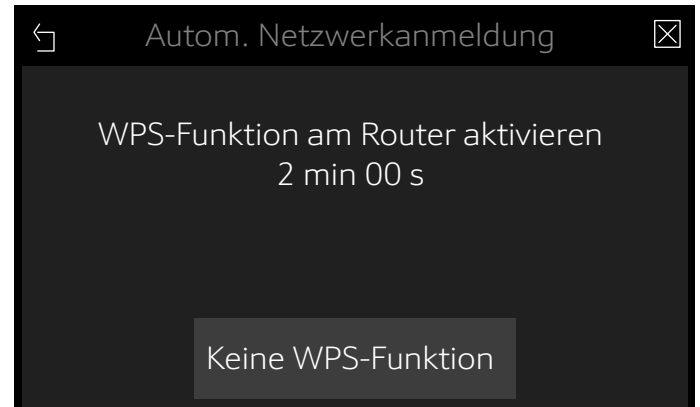 Autom. Netzwerkanmeldung
WPS-Funktion am Router aktivieren
2 min 00 s
Keine WPS-Funktion